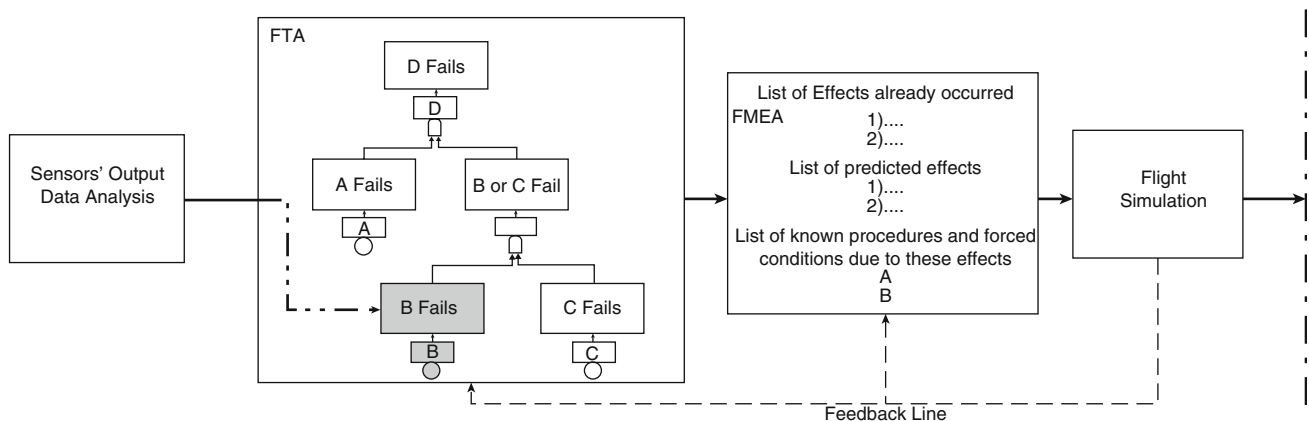 Sensors' Output
Data Analysis
FTA
D Fails
D
A Fails
A
B or C Fail
B Fails
B
C Fails
C
List of Effects already occurred
FMEA
1)....
2)....
List of predicted effects
1)....
2)....
List of known procedures and forced
conditions due to these effects
A
B
Flight
Simulation
Feedback Line